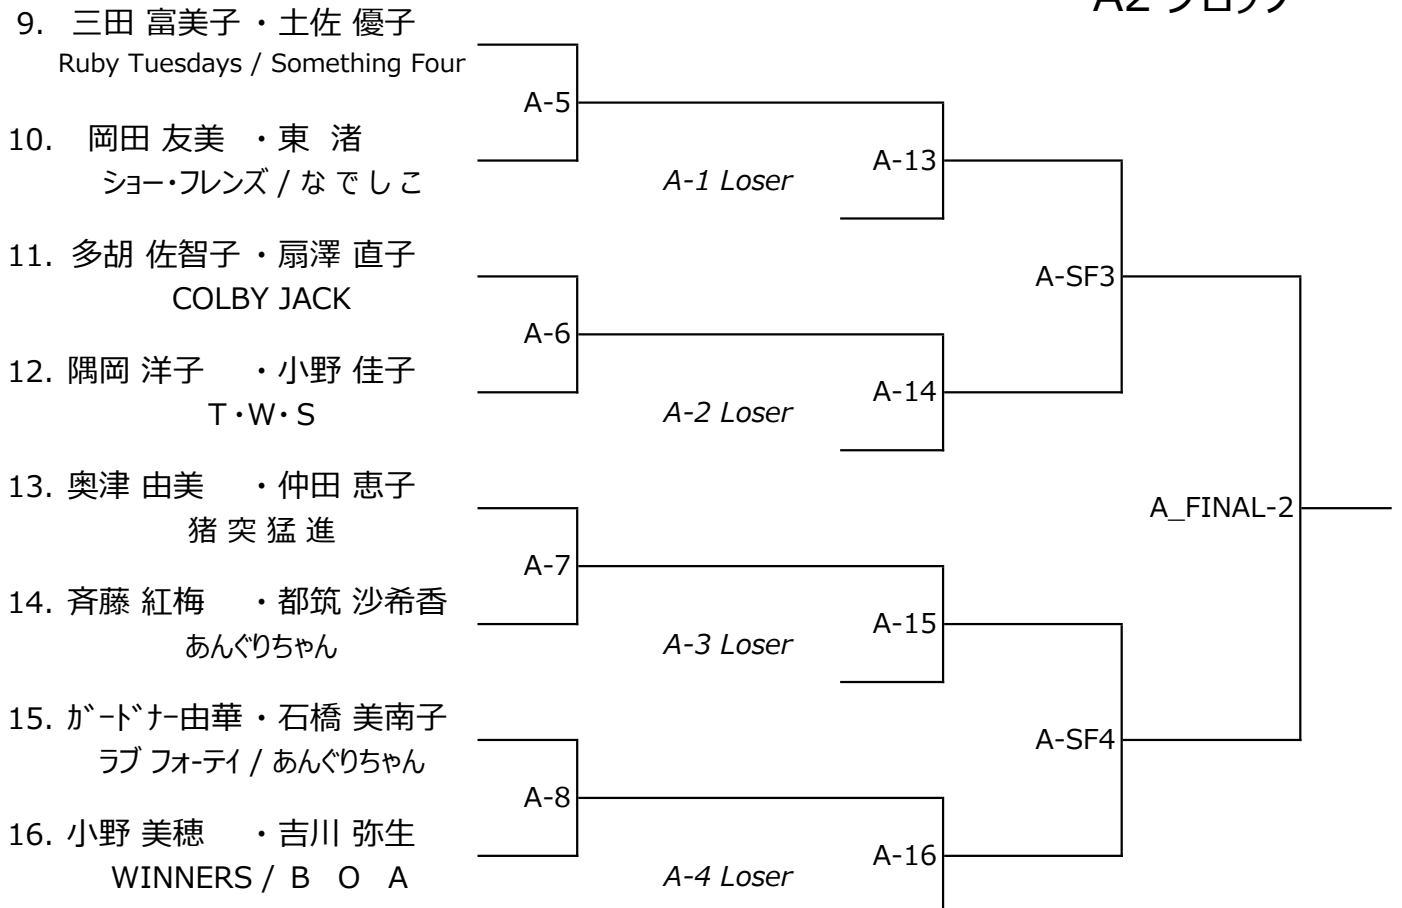 A2 ブロック
9. 三田 富美子 ・土佐 優子
Ruby Tuesdays / Something Four
A-5
10. 岡田 友美 ・東 渚
ショー・フレンズ / な で し こ
A-1 Loser
A-13
11. 多胡 佐智子 ・扇澤 直子
COLBY JACK
A-SF3
A-6
12. 隅岡 洋子 ・小野 佳子
T ・W・ S
A-2 Loser
A-14
13. 奥津 由美 ・仲田 恵子
猪 突 猛 進
A_FINAL-2
A-7
14. 斉藤 紅梅 ・都筑 沙希香
あんぐりちゃん
A-3 Loser
A-15
15. ガードナー由華 ・石橋 美南子
ラブ フォーテイ / あんぐりちゃん
A-SF4
A-8
16. 小野 美穂 ・吉川 弥生
WINNERS / B O A
A-4 Loser
A-16